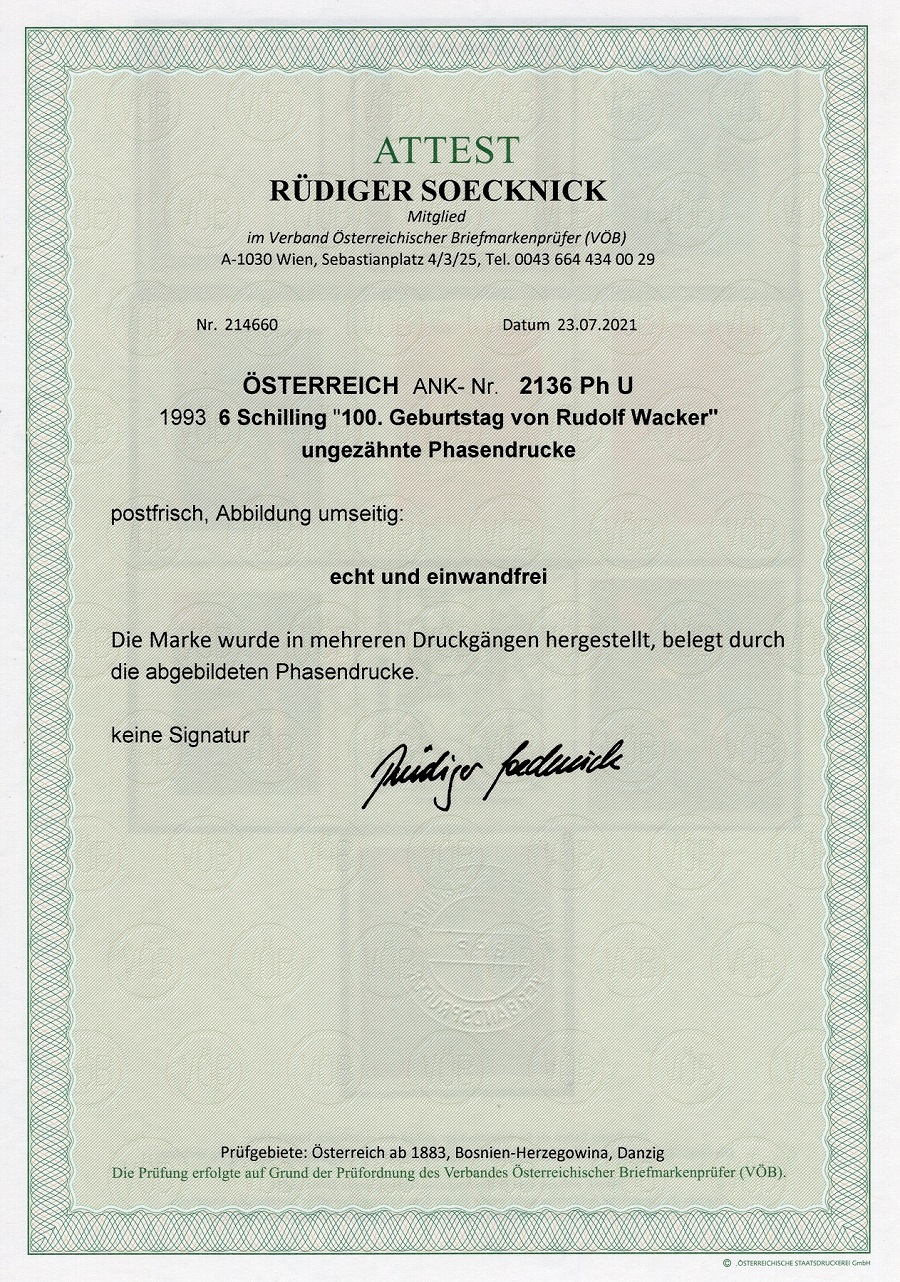 ATTEST
RÜDIGER SOECKNICK
Mitglied
im Verband Österreichischer Briefmarkenprüfer (VÖB)
A-1030 Wien, Sebastianplatz 4/3/25, Tel. 0043 664 434 00 29
Nr. 214660 Datum 23.07.2021
ÖSTERREICH ANK- Nr. 2136 Ph U
1993 6 Schilling "100. Geburtstag von Rudolf Wacker"
ungezähnte Phasendrucke
postfrisch, Abbildung umseitig:
echt und einwandfrei
Die Marke wurde in mehreren Druckgängen hergestellt, belegt durch
die abgebildeten Phasendrucke.
keine Signatur
Rüdiger Soecknick
Prüfgebiete: Österreich ab 1883, Bosnien-Herzegowina, Danzig
Die Prüfung erfolgte auf Grund der Prüfordnung des Verbandes Österreichischer Briefmarkenprüfer (VÖB).
© .ÖSTERREICHISCHE STAATSDRUCKEREI GmbH